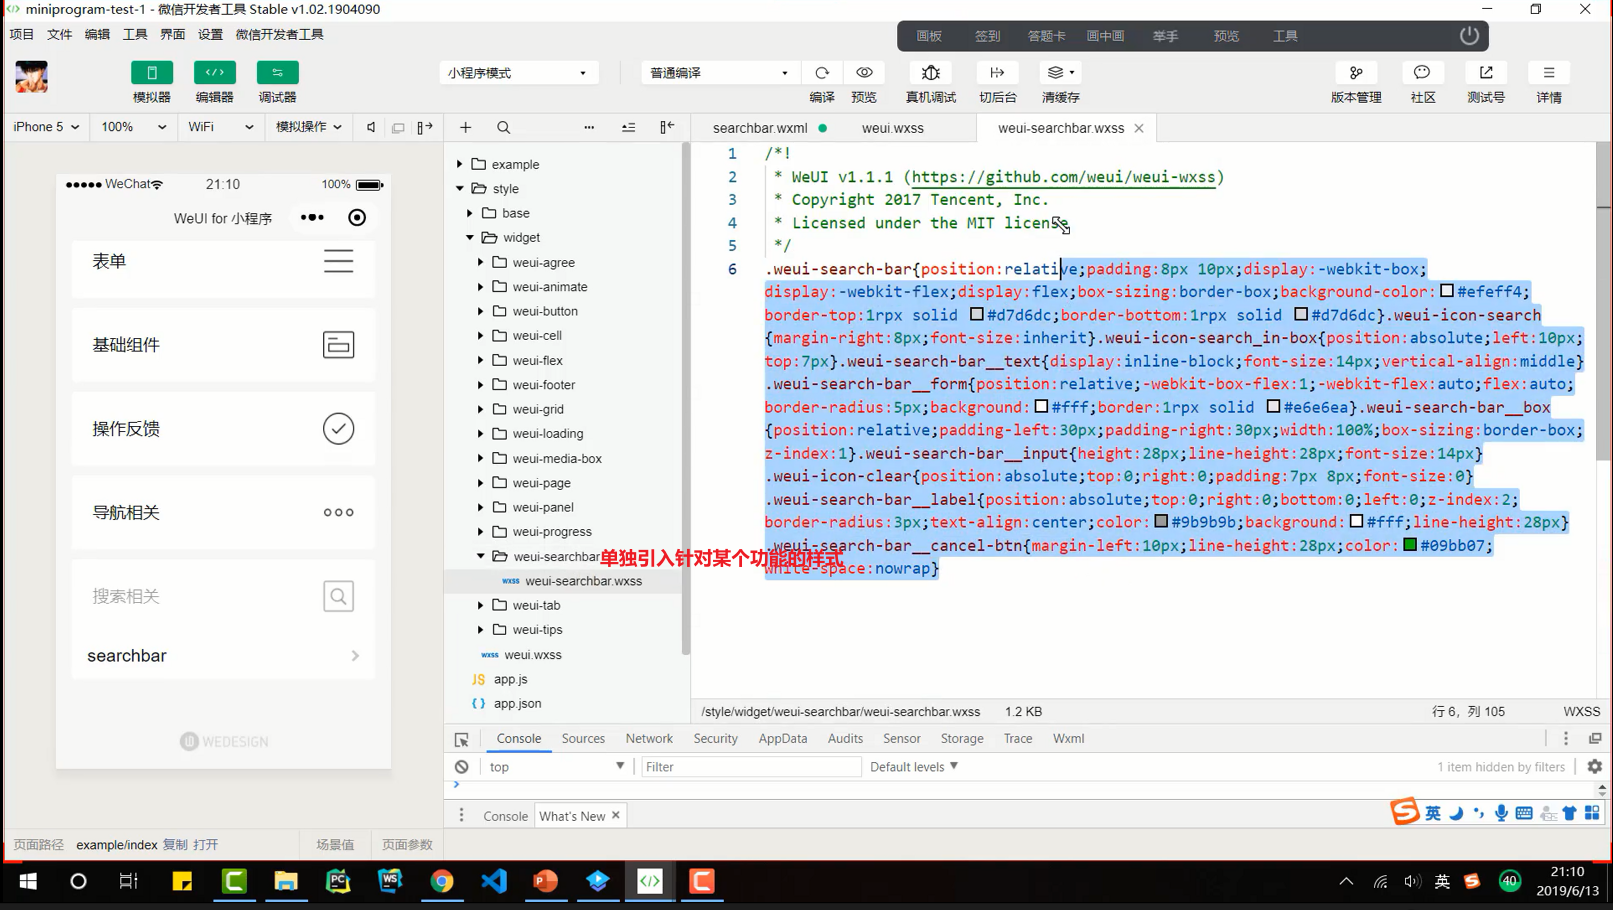 miniprogram-test-1 - 微信开发者工具 Stable v1.02.1904090
项目 文件 编辑 工具 界面 设置 微信开发者工具
画板 签到 答题卡 画中画 举手 预览 工具
小程序模式 普通编译
模拟器 编辑器 调试器 编译 预览 真机调试 切后台 清缓存 版本管理 社区 测试号 详情
iPhone 5 100% WiFi 模拟操作
searchbar.wxml weui.wxss weui-searchbar.wxss
WeChat 21:10 100%
WeUI for 小程序
表单
基础组件
操作反馈
导航相关
搜索相关
searchbar
WEDESIGN
example
style
base
widget
weui-agree
weui-animate
weui-button
weui-cell
weui-flex
weui-footer
weui-grid
weui-loading
weui-media-box
weui-page
weui-panel
weui-progress
weui-searchbar
weui-searchbar.wxss
weui-tab
weui-tips
weui.wxss
app.js
app.json
1 /*!
2 * WeUI v1.1.1 (https://github.com/weui/weui-wxss)
3 * Copyright 2017 Tencent, Inc.
4 * Licensed under the MIT license
5 */
6 .weui-search-bar{position:relative;padding:8px 10px;display:-webkit-box;
display:-webkit-flex;display:flex;box-sizing:border-box;background-color:#efeff4;
border-top:1rpx solid #d7d6dc;border-bottom:1rpx solid #d7d6dc}.weui-icon-search
{margin-right:8px;font-size:inherit}.weui-icon-search_in-box{position:absolute;left:10px;
top:7px}.weui-search-bar__text{display:inline-block;font-size:14px;vertical-align:middle}
.weui-search-bar__form{position:relative;-webkit-box-flex:1;-webkit-flex:auto;flex:auto;
border-radius:5px;background:#fff;border:1rpx solid #e6e6ea}.weui-search-bar__box
{position:relative;padding-left:30px;padding-right:30px;width:100%;box-sizing:border-box;
z-index:1}.weui-search-bar__input{height:28px;line-height:28px;font-size:14px}
.weui-icon-clear{position:absolute;top:0;right:0;padding:7px 8px;font-size:0}
.weui-search-bar__label{position:absolute;top:0;right:0;bottom:0;left:0;z-index:2;
border-radius:3px;text-align:center;color:#9b9b9b;background:#fff;line-height:28px}
.weui-search-bar__cancel-btn{margin-left:10px;line-height:28px;color:#09bb07;
white-space:nowrap}
单独引入针对某个功能的样式
/style/widget/weui-searchbar/weui-searchbar.wxss 1.2 KB 行 6, 列 105 WXSS
Console Sources Network Security AppData Audits Sensor Storage Trace Wxml
top Filter Default levels 1 item hidden by filters
Console What's New
英
页面路径 example/index 复制 打开 场景值 页面参数
英 40 21:10
2019/6/13